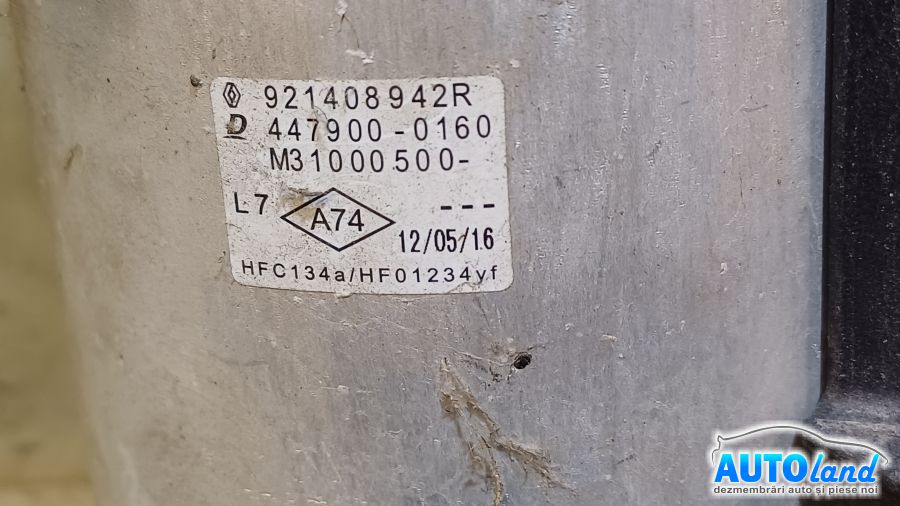 921408942R
D 447900-0160
M31000500-
L7 A74 ---
12/05/16
HFC134a/HF01234yf
AUTOland
dezmembrări auto și piese noi